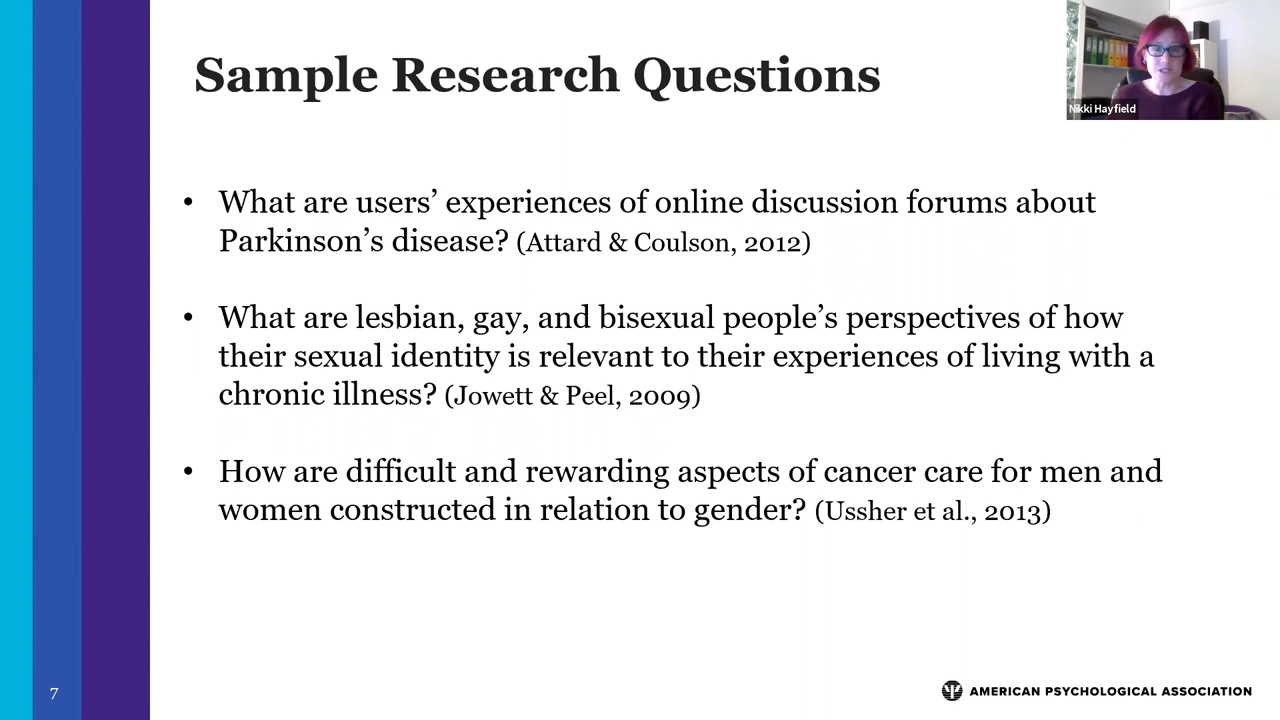 Sample Research Questions
Nikki Hayfield
• What are users’ experiences of online discussion forums about
Parkinson’s disease? (Attard & Coulson, 2012)
• What are lesbian, gay, and bisexual people’s perspectives of how
their sexual identity is relevant to their experiences of living with a
chronic illness? (Jowett & Peel, 2009)
• How are difficult and rewarding aspects of cancer care for men and
women constructed in relation to gender? (Ussher et al., 2013)
7
AMERICAN PSYCHOLOGICAL ASSOCIATION